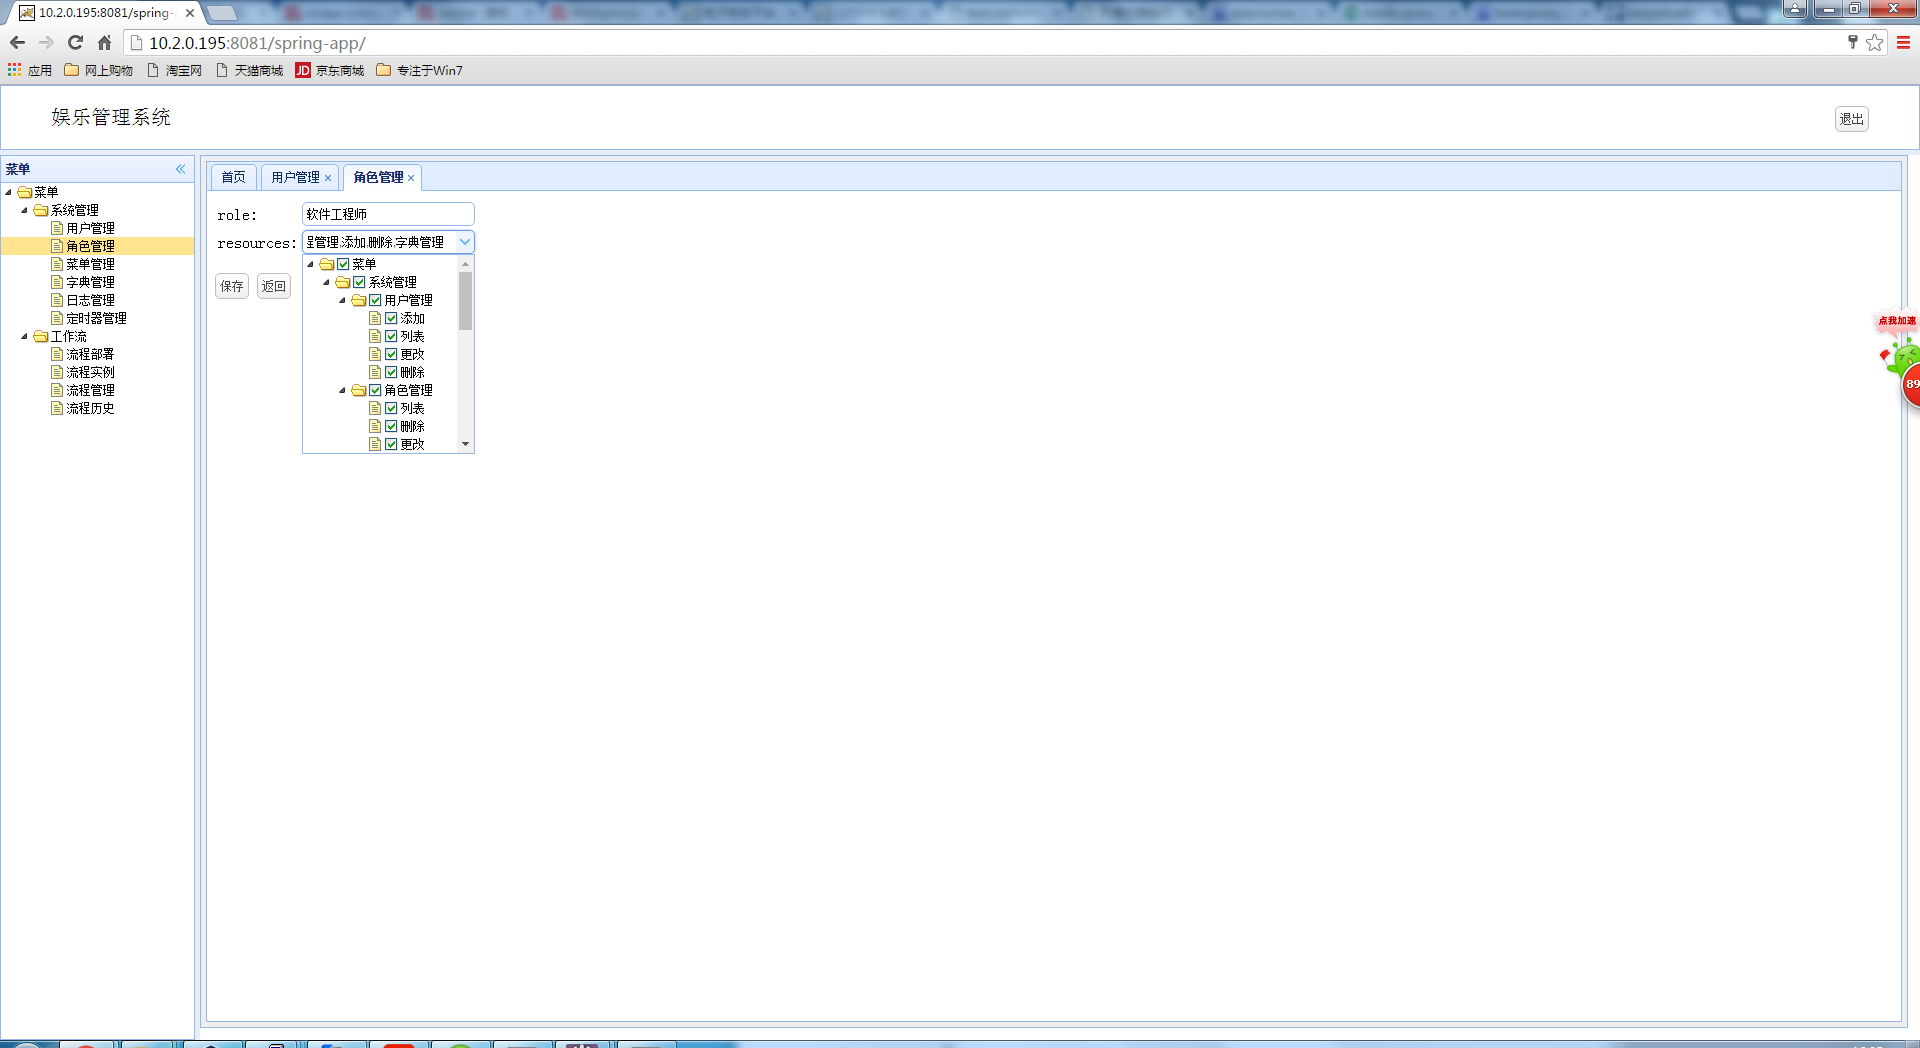 10.2.0.195:8081/spring-
10.2.0.195:8081/spring-app/
应用
网上购物
淘宝网
天猫商城
JD 京东商城
专注于Win7
娱乐管理系统
退出
菜单
菜单
系统管理
用户管理
角色管理
菜单管理
字典管理
日志管理
定时器管理
工作流
流程部署
流程实例
流程管理
流程历史
首页
用户管理
角色管理
role:
软件工程师
resources:
管理,添加,删除,字典管理
保存
返回
菜单
系统管理
用户管理
添加
列表
更改
删除
角色管理
列表
删除
更改
点我加速
89